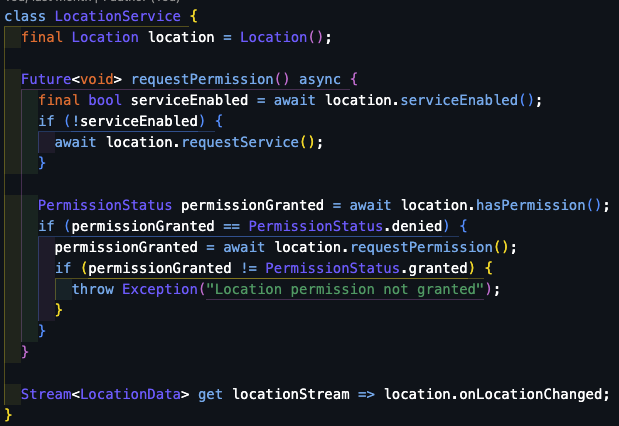 class LocationService {
  final Location location = Location();

  Future<void> requestPermission() async {
    final bool serviceEnabled = await location.serviceEnabled();
    if (!serviceEnabled) {
      await location.requestService();
    }

    PermissionStatus permissionGranted = await location.hasPermission();
    if (permissionGranted == PermissionStatus.denied) {
      permissionGranted = await location.requestPermission();
      if (permissionGranted != PermissionStatus.granted) {
        throw Exception("Location permission not granted");
      }
    }
  }

  Stream<LocationData> get locationStream => location.onLocationChanged;
}